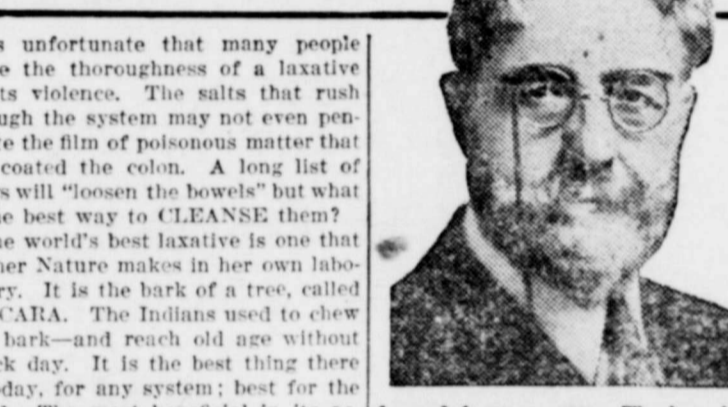 s unfortunate that many people
e the thoroughness of a laxative
ts violence. The salts that rush
ugh the system may not even pen-
e the film of poisonous matter that
coated the colon. A long list of
s will "loosen the bowels" but what
e best way to CLEANSE them?
e world's best laxative is one that
her Nature makes in her own labo-
ry. It is the bark of a tree, called
CARA. The Indians used to chew
bark—and reach old age without
ck day. It is the best thing there
day, for any system; best for the